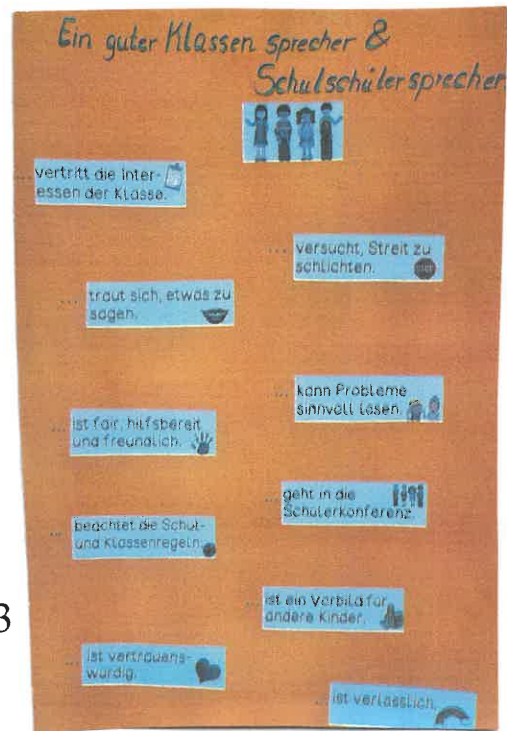 Ein guter Klassen sprecher &
Schulschülersprecher
... vertritt die Inter-
essen der Klasse.
... versucht, Streit zu
schlichten.
... traut sich, etwas zu
sagen.
... kann Probleme
sinnvoll lösen.
... ist fair, hilfsbereit
und freundlich.
... geht in die
Schülerkonferenz.
... beachtet die Schul-
und Klassenregeln.
... ist ein Vorbild für
andere Kinder.
3
... ist vertrauens-
würdig.
... ist verlässlich.